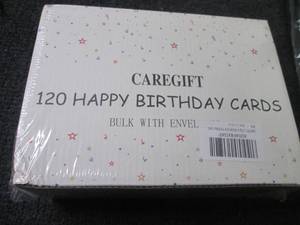 CAREGIFT
120 HAPPY BIRTHDAY CARDS
BULK WITH ENVEL